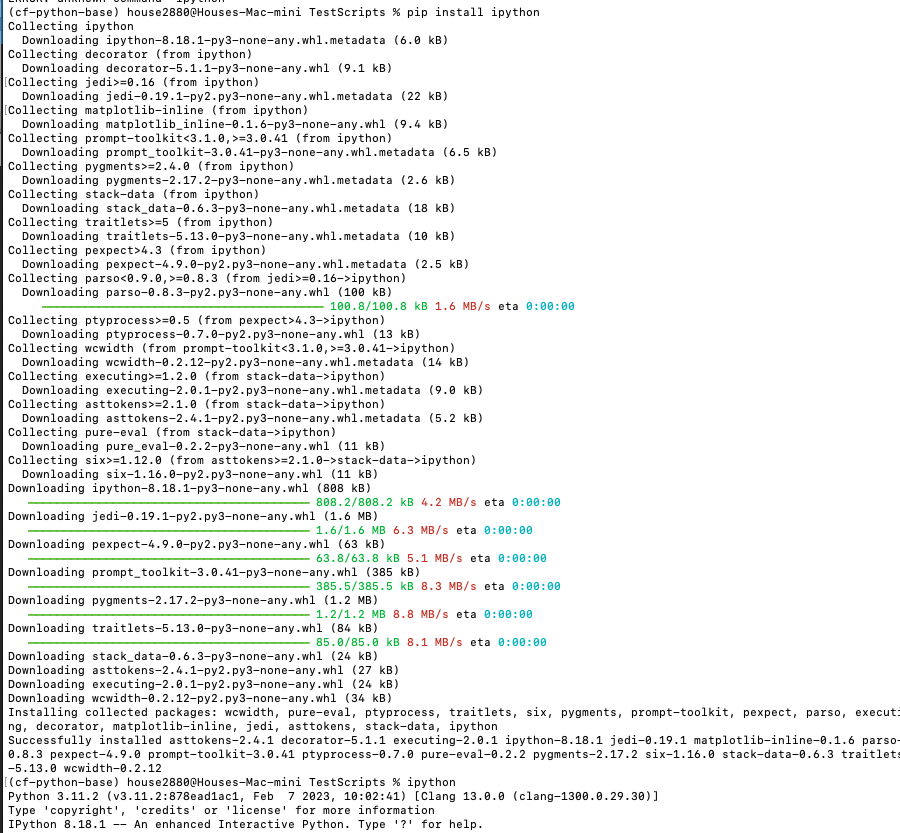 (cf-python-base) house2880@Houses-Mac-mini TestScripts % pip install ipython
Collecting ipython
  Downloading ipython-8.18.1-py3-none-any.whl.metadata (6.0 kB)
Collecting decorator (from ipython)
  Downloading decorator-5.1.1-py3-none-any.whl (9.1 kB)
[Collecting jedi>=0.16 (from ipython)
  Downloading jedi-0.19.1-py2.py3-none-any.whl.metadata (22 kB)
[Collecting matplotlib-inline (from ipython)
  Downloading matplotlib_inline-0.1.6-py3-none-any.whl (9.4 kB)
Collecting prompt-toolkit<3.1.0,>=3.0.41 (from ipython)
  Downloading prompt_toolkit-3.0.41-py3-none-any.whl.metadata (6.5 kB)
Collecting pygments>=2.4.0 (from ipython)
  Downloading pygments-2.17.2-py3-none-any.whl.metadata (2.6 kB)
Collecting stack-data (from ipython)
  Downloading stack_data-0.6.3-py3-none-any.whl.metadata (18 kB)
Collecting traitlets>=5 (from ipython)
  Downloading traitlets-5.13.0-py3-none-any.whl.metadata (10 kB)
Collecting pexpect>4.3 (from ipython)
  Downloading pexpect-4.9.0-py2.py3-none-any.whl.metadata (2.5 kB)
Collecting parso<0.9.0,>=0.8.3 (from jedi>=0.16->ipython)
  Downloading parso-0.8.3-py2.py3-none-any.whl (100 kB)
100.8/100.8 kB 1.6 MB/s eta 0:00:00
Collecting ptyprocess>=0.5 (from pexpect>4.3->ipython)
  Downloading ptyprocess-0.7.0-py2.py3-none-any.whl (13 kB)
Collecting wcwidth (from prompt-toolkit<3.1.0,>=3.0.41->ipython)
  Downloading wcwidth-0.2.12-py2.py3-none-any.whl.metadata (14 kB)
Collecting executing>=1.2.0 (from stack-data->ipython)
  Downloading executing-2.0.1-py2.py3-none-any.whl.metadata (9.0 kB)
Collecting asttokens>=2.1.0 (from stack-data->ipython)
  Downloading asttokens-2.4.1-py2.py3-none-any.whl.metadata (5.2 kB)
Collecting pure-eval (from stack-data->ipython)
  Downloading pure_eval-0.2.2-py3-none-any.whl (11 kB)
Collecting six>=1.12.0 (from asttokens>=2.1.0->stack-data->ipython)
  Downloading six-1.16.0-py2.py3-none-any.whl (11 kB)
Downloading ipython-8.18.1-py3-none-any.whl (808 kB)
808.2/808.2 kB 4.2 MB/s eta 0:00:00
Downloading jedi-0.19.1-py2.py3-none-any.whl (1.6 MB)
1.6/1.6 MB 6.3 MB/s eta 0:00:00
Downloading pexpect-4.9.0-py2.py3-none-any.whl (63 kB)
63.8/63.8 kB 5.1 MB/s eta 0:00:00
Downloading prompt_toolkit-3.0.41-py3-none-any.whl (385 kB)
385.5/385.5 kB 8.3 MB/s eta 0:00:00
Downloading pygments-2.17.2-py3-none-any.whl (1.2 MB)
1.2/1.2 MB 8.8 MB/s eta 0:00:00
Downloading traitlets-5.13.0-py3-none-any.whl (84 kB)
85.0/85.0 kB 8.1 MB/s eta 0:00:00
Downloading stack_data-0.6.3-py3-none-any.whl (24 kB)
Downloading asttokens-2.4.1-py2.py3-none-any.whl (27 kB)
Downloading executing-2.0.1-py2.py3-none-any.whl (24 kB)
Downloading wcwidth-0.2.12-py2.py3-none-any.whl (34 kB)
Installing collected packages: wcwidth, pure-eval, ptyprocess, traitlets, six, pygments, prompt-toolkit, pexpect, parso, executi
ng, decorator, matplotlib-inline, jedi, asttokens, stack-data, ipython
Successfully installed asttokens-2.4.1 decorator-5.1.1 executing-2.0.1 ipython-8.18.1 jedi-0.19.1 matplotlib-inline-0.1.6 parso-
0.8.3 pexpect-4.9.0 prompt-toolkit-3.0.41 ptyprocess-0.7.0 pure-eval-0.2.2 pygments-2.17.2 six-1.16.0 stack-data-0.6.3 traitlets
-5.13.0 wcwidth-0.2.12
[(cf-python-base) house2880@Houses-Mac-mini TestScripts % ipython
Python 3.11.2 (v3.11.2:878ead1ac1, Feb  7 2023, 10:02:41) [Clang 13.0.0 (clang-1300.0.29.30)]
Type 'copyright', 'credits' or 'license' for more information
IPython 8.18.1 -- An enhanced Interactive Python. Type '?' for help.